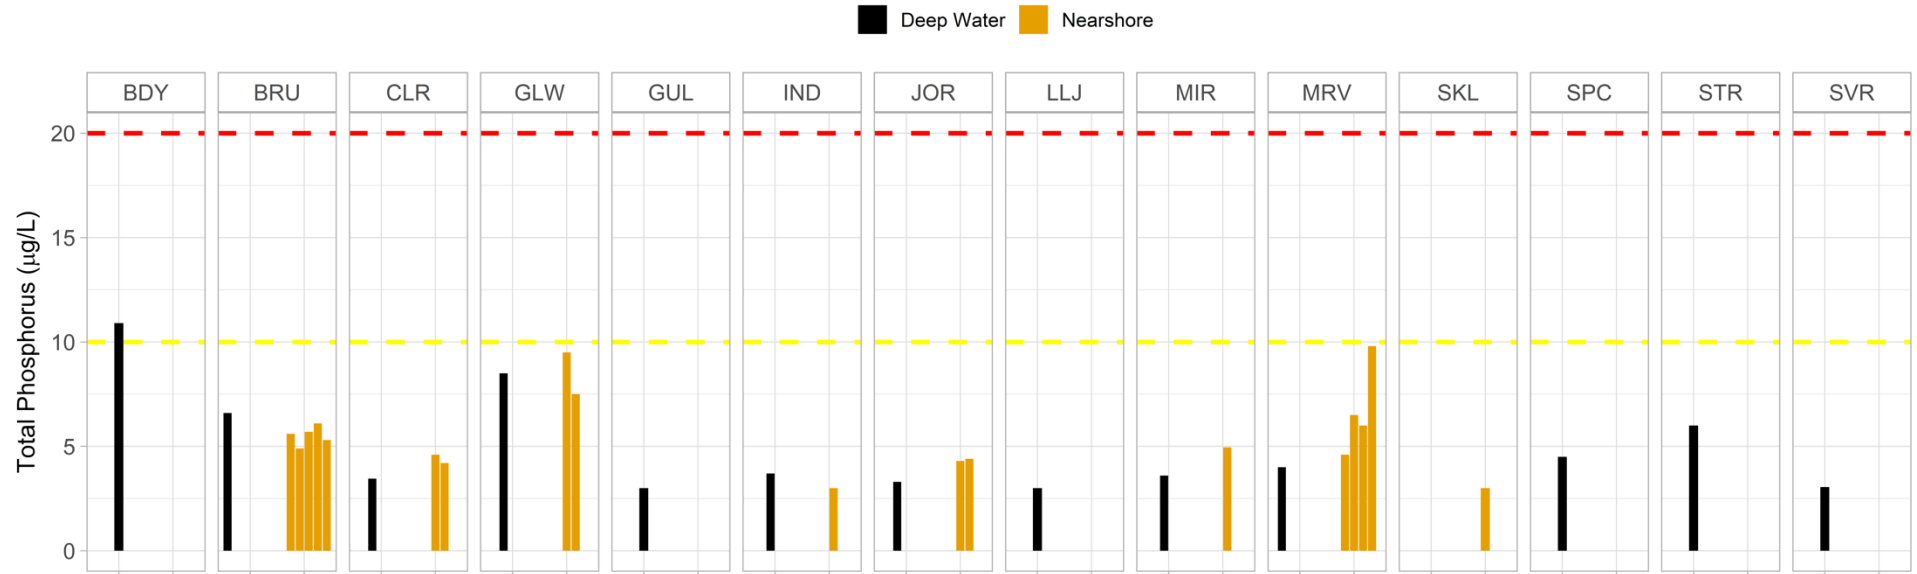 Deep Water Nearshore
BDY BRU CLR GLW GUL IND JOR LLJ MIR MRV SKL SPC STR SVR
Total Phosphorus (µg/L)
20
15
10
5
0